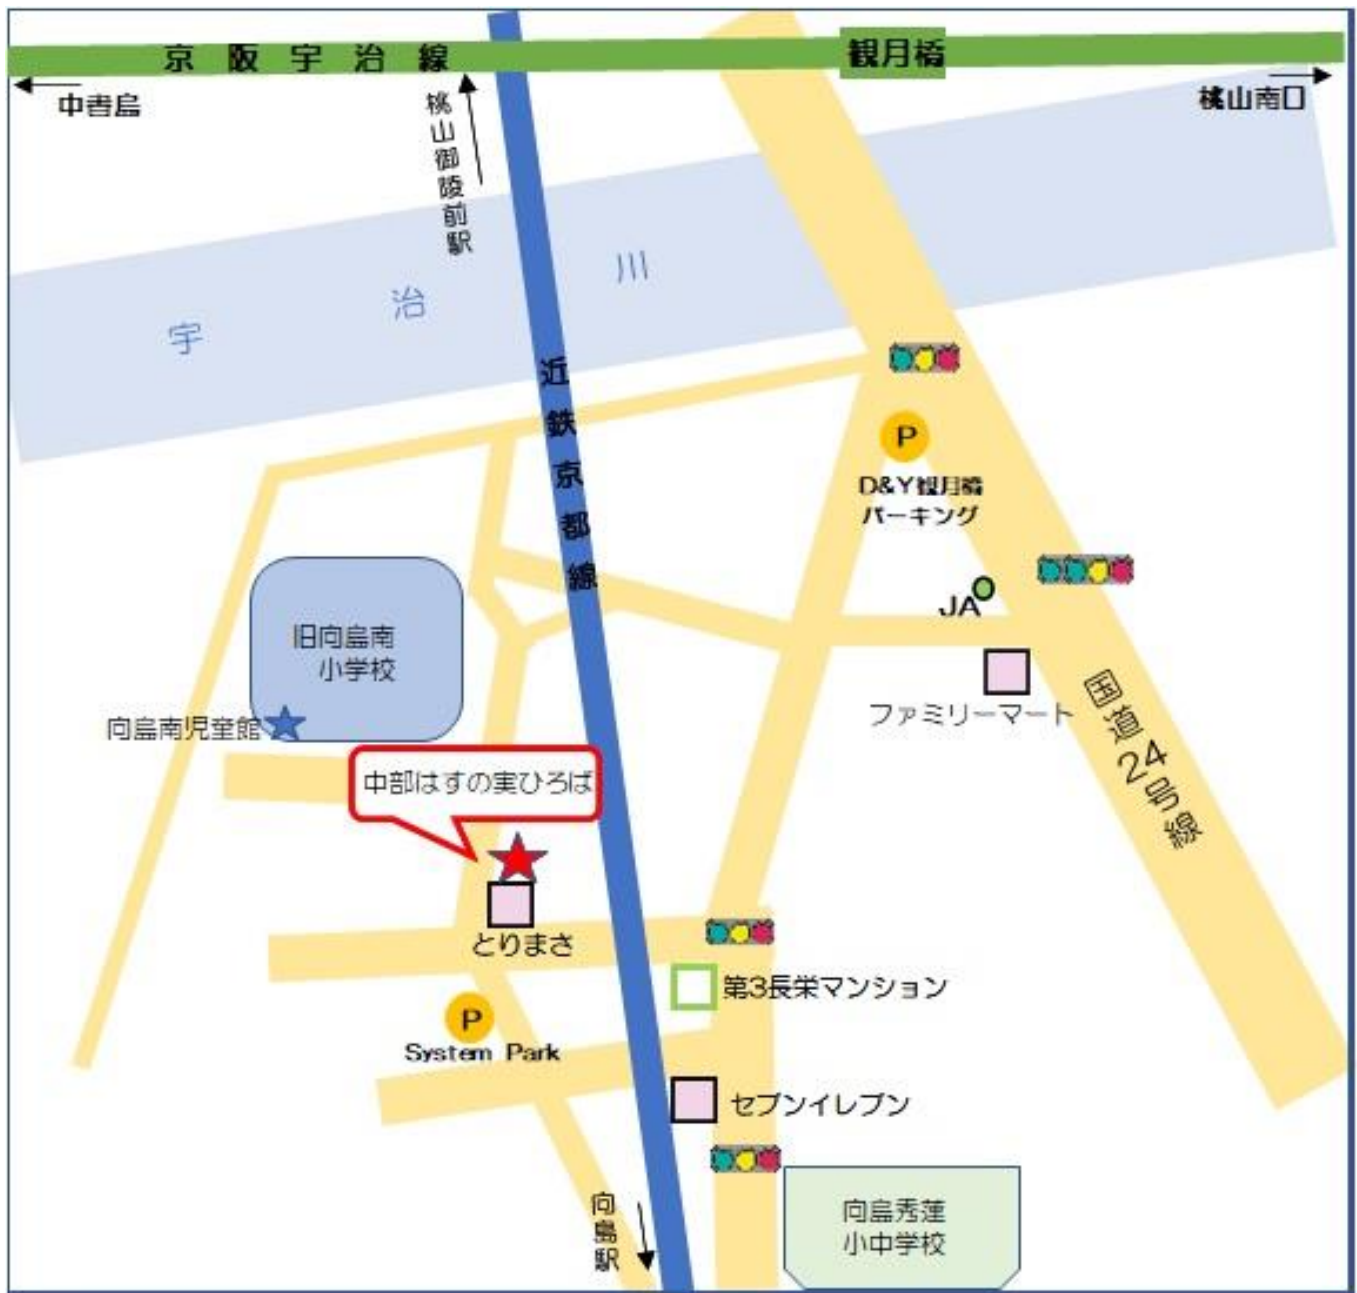 京阪宇治線
観月橋
中書島
桃山南口
桃山御陵前駅
宇治川
近鉄京都線
P
D&Y観月橋
パーキング
JA
ファミリーマート
国道24号線
旧向島南
小学校
向島南児童館
中部はすの実ひろば
とりまさ
第3長栄マンション
P
System Park
セブンイレブン
向島駅
向島秀蓮
小中学校